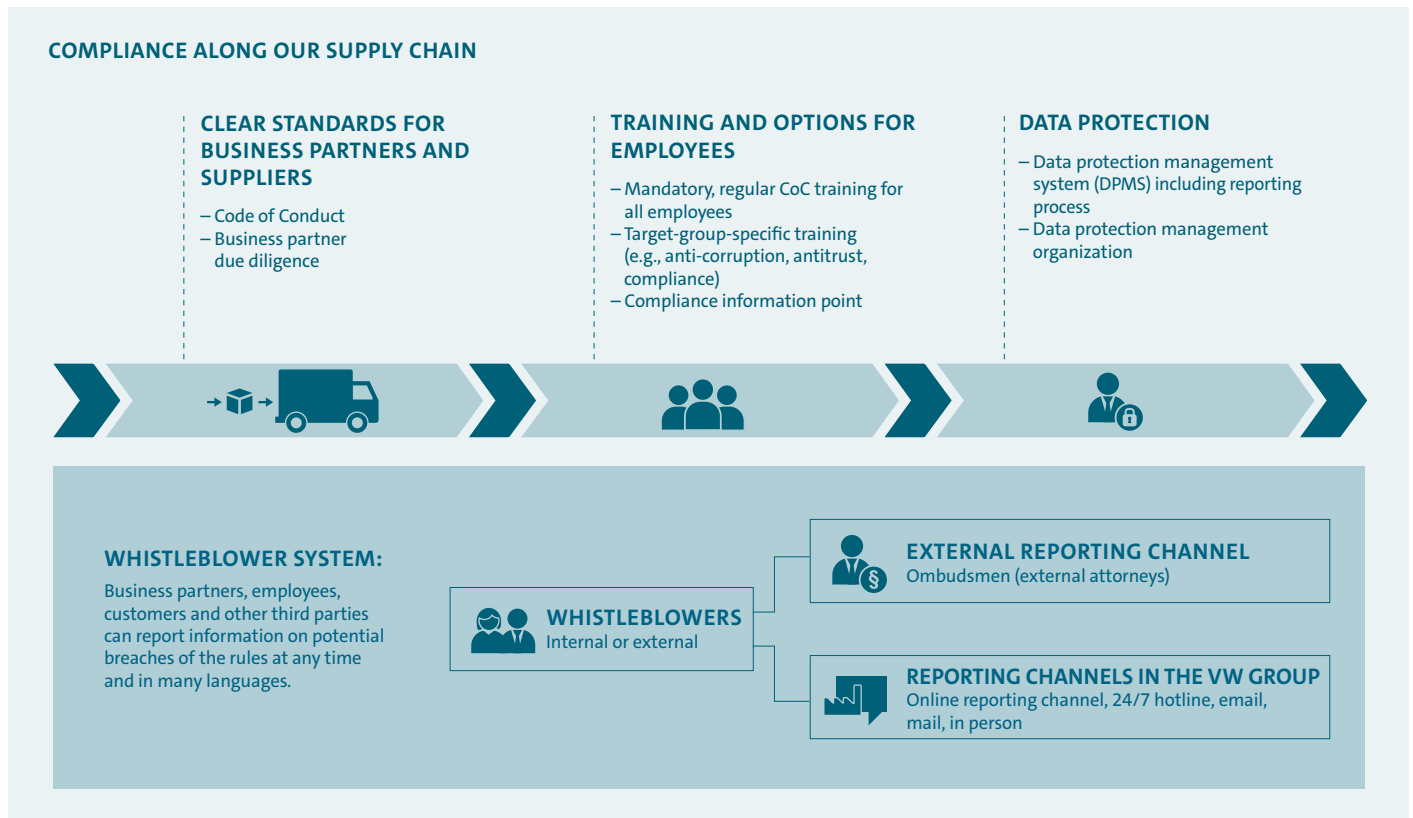 COMPLIANCE ALONG OUR SUPPLY CHAIN
CLEAR STANDARDS FOR
BUSINESS PARTNERS AND
SUPPLIERS
– Code of Conduct
– Business partner
due diligence
TRAINING AND OPTIONS FOR
EMPLOYEES
– Mandatory, regular CoC training for
all employees
– Target-group-specific training
(e.g., anti-corruption, antitrust,
compliance)
– Compliance information point
DATA PROTECTION
– Data protection management
system (DPMS) including reporting
process
– Data protection management
organization
WHISTLEBLOWER SYSTEM:
Business partners, employees,
customers and other third parties
can report information on potential
breaches of the rules at any time
and in many languages.
WHISTLEBLOWERS
Internal or external
§
EXTERNAL REPORTING CHANNEL
Ombudsmen (external attorneys)
REPORTING CHANNELS IN THE VW GROUP
Online reporting channel, 24/7 hotline, email,
mail, in person